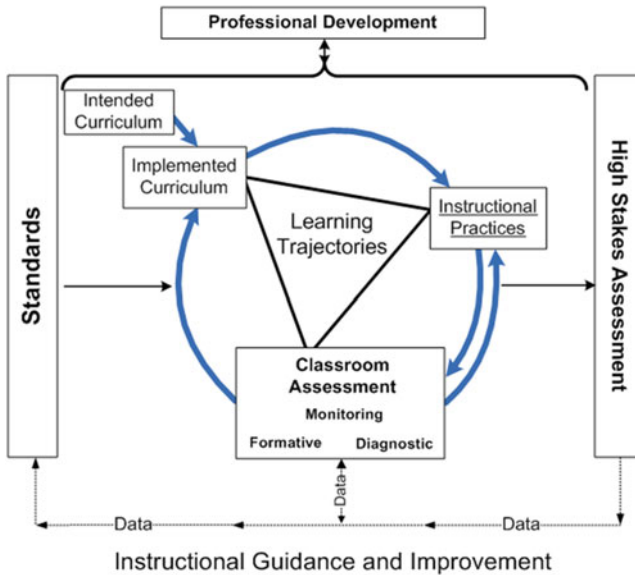 Professional Development
Intended
Curriculum
Implemented
Curriculum
Learning
Trajectories
Instructional
Practices
Standards
High Stakes Assessment
Classroom
Assessment
Monitoring
Formative Diagnostic
Data
Data
Data
Instructional Guidance and Improvement